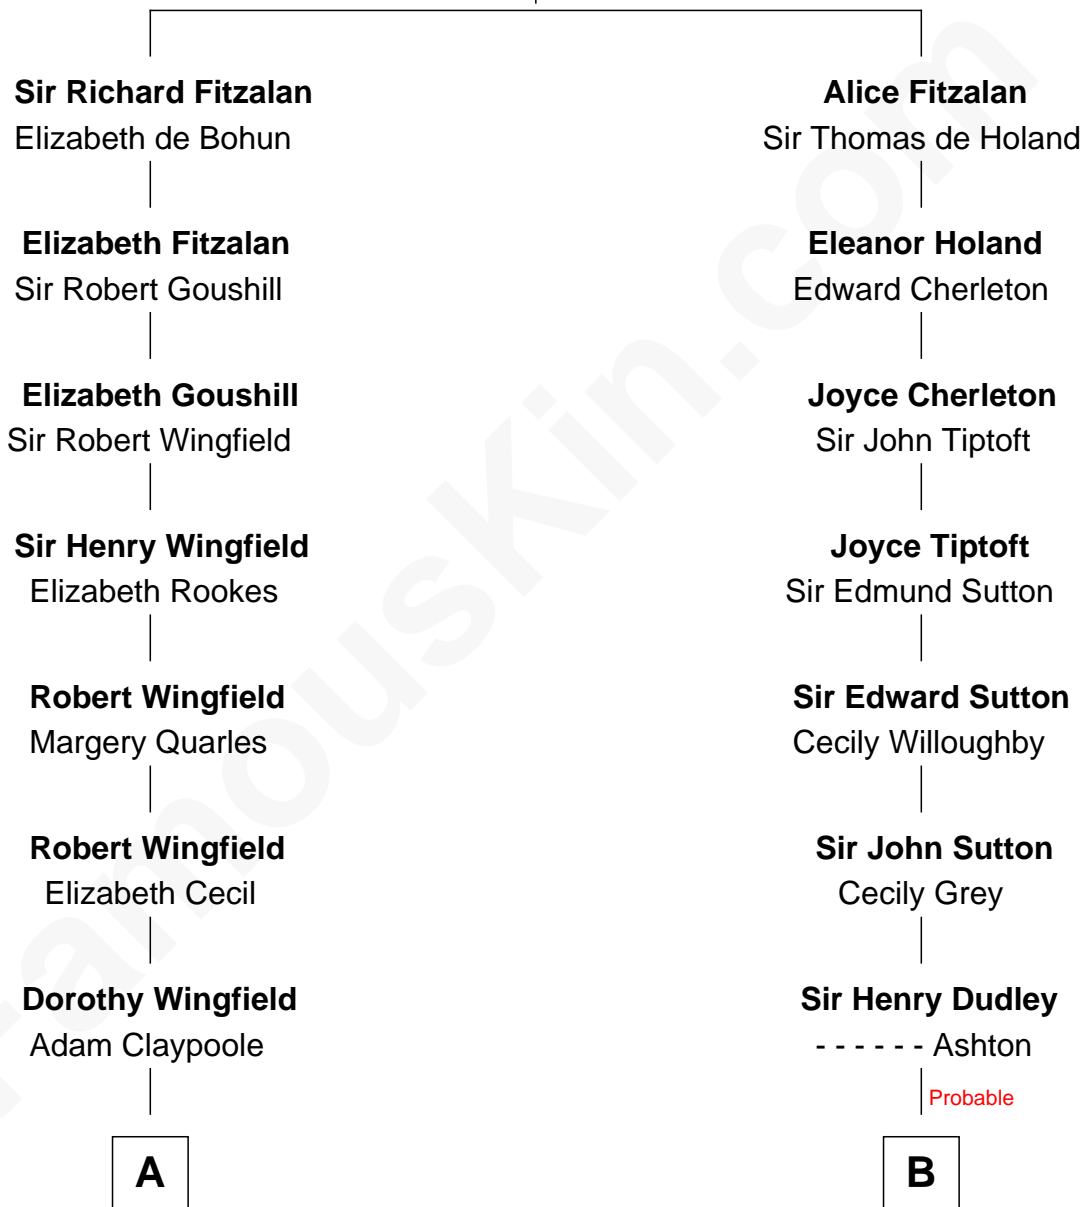 Sir Richard Fitzalan
Elizabeth de Bohun
Elizabeth Fitzalan
Sir Robert Goushill
Elizabeth Goushill
Sir Robert Wingfield
Sir Henry Wingfield
Elizabeth Rookes
Robert Wingfield
Margery Quarles
Robert Wingfield
Elizabeth Cecil
Dorothy Wingfield
Adam Claypoole
A
Alice Fitzalan
Sir Thomas de Holand
Eleanor Holand
Edward Cherleton
Joyce Cherleton
Sir John Tiptoft
Joyce Tiptoft
Sir Edmund Sutton
Sir Edward Sutton
Cecily Willoughby
Sir John Sutton
Cecily Grey
Sir Henry Dudley
- - - - - - Ashton
Probable
B
FamousKin.com